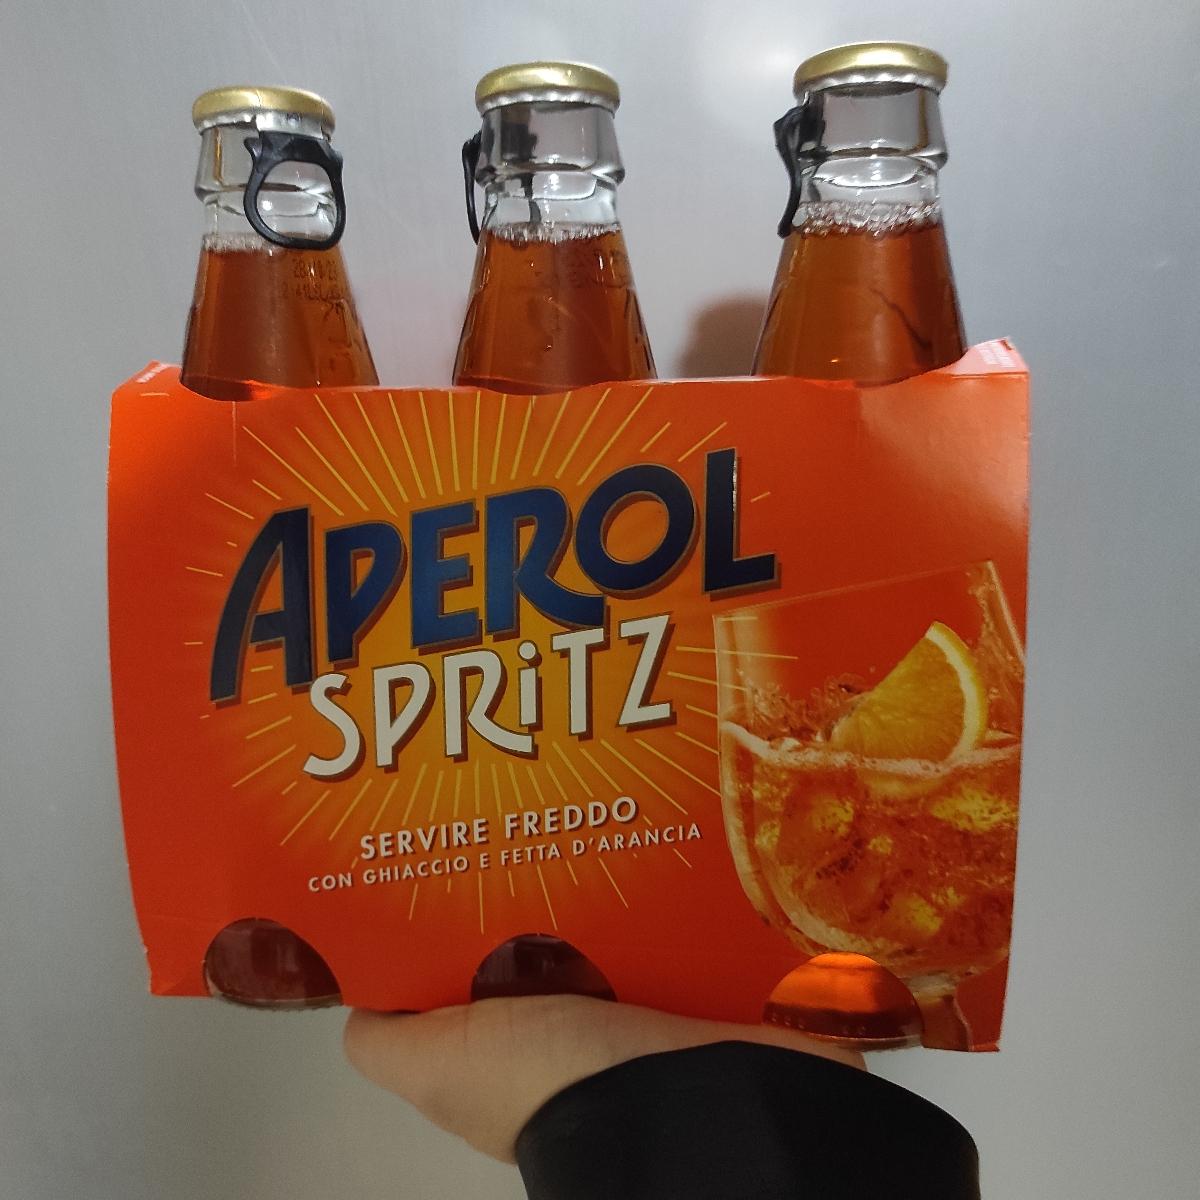 APEROL
SPRiTZ
SERVIRE FREDDO
CON GHIACCIO E FETTA D'ARANCIA